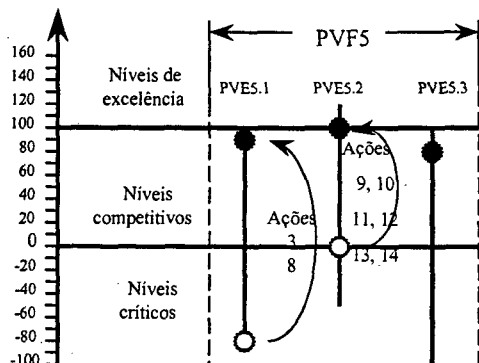 PVF5
160
140
120
100
80
60
40
20
0
-20
-40
-60
-80
-100
Níveis de
excelência
Níveis
competitivos
Níveis
críticos
PVE5.1
PVE5.2
PVE5.3
Ações
3
8
Ações
9, 10
11, 12
13, 14